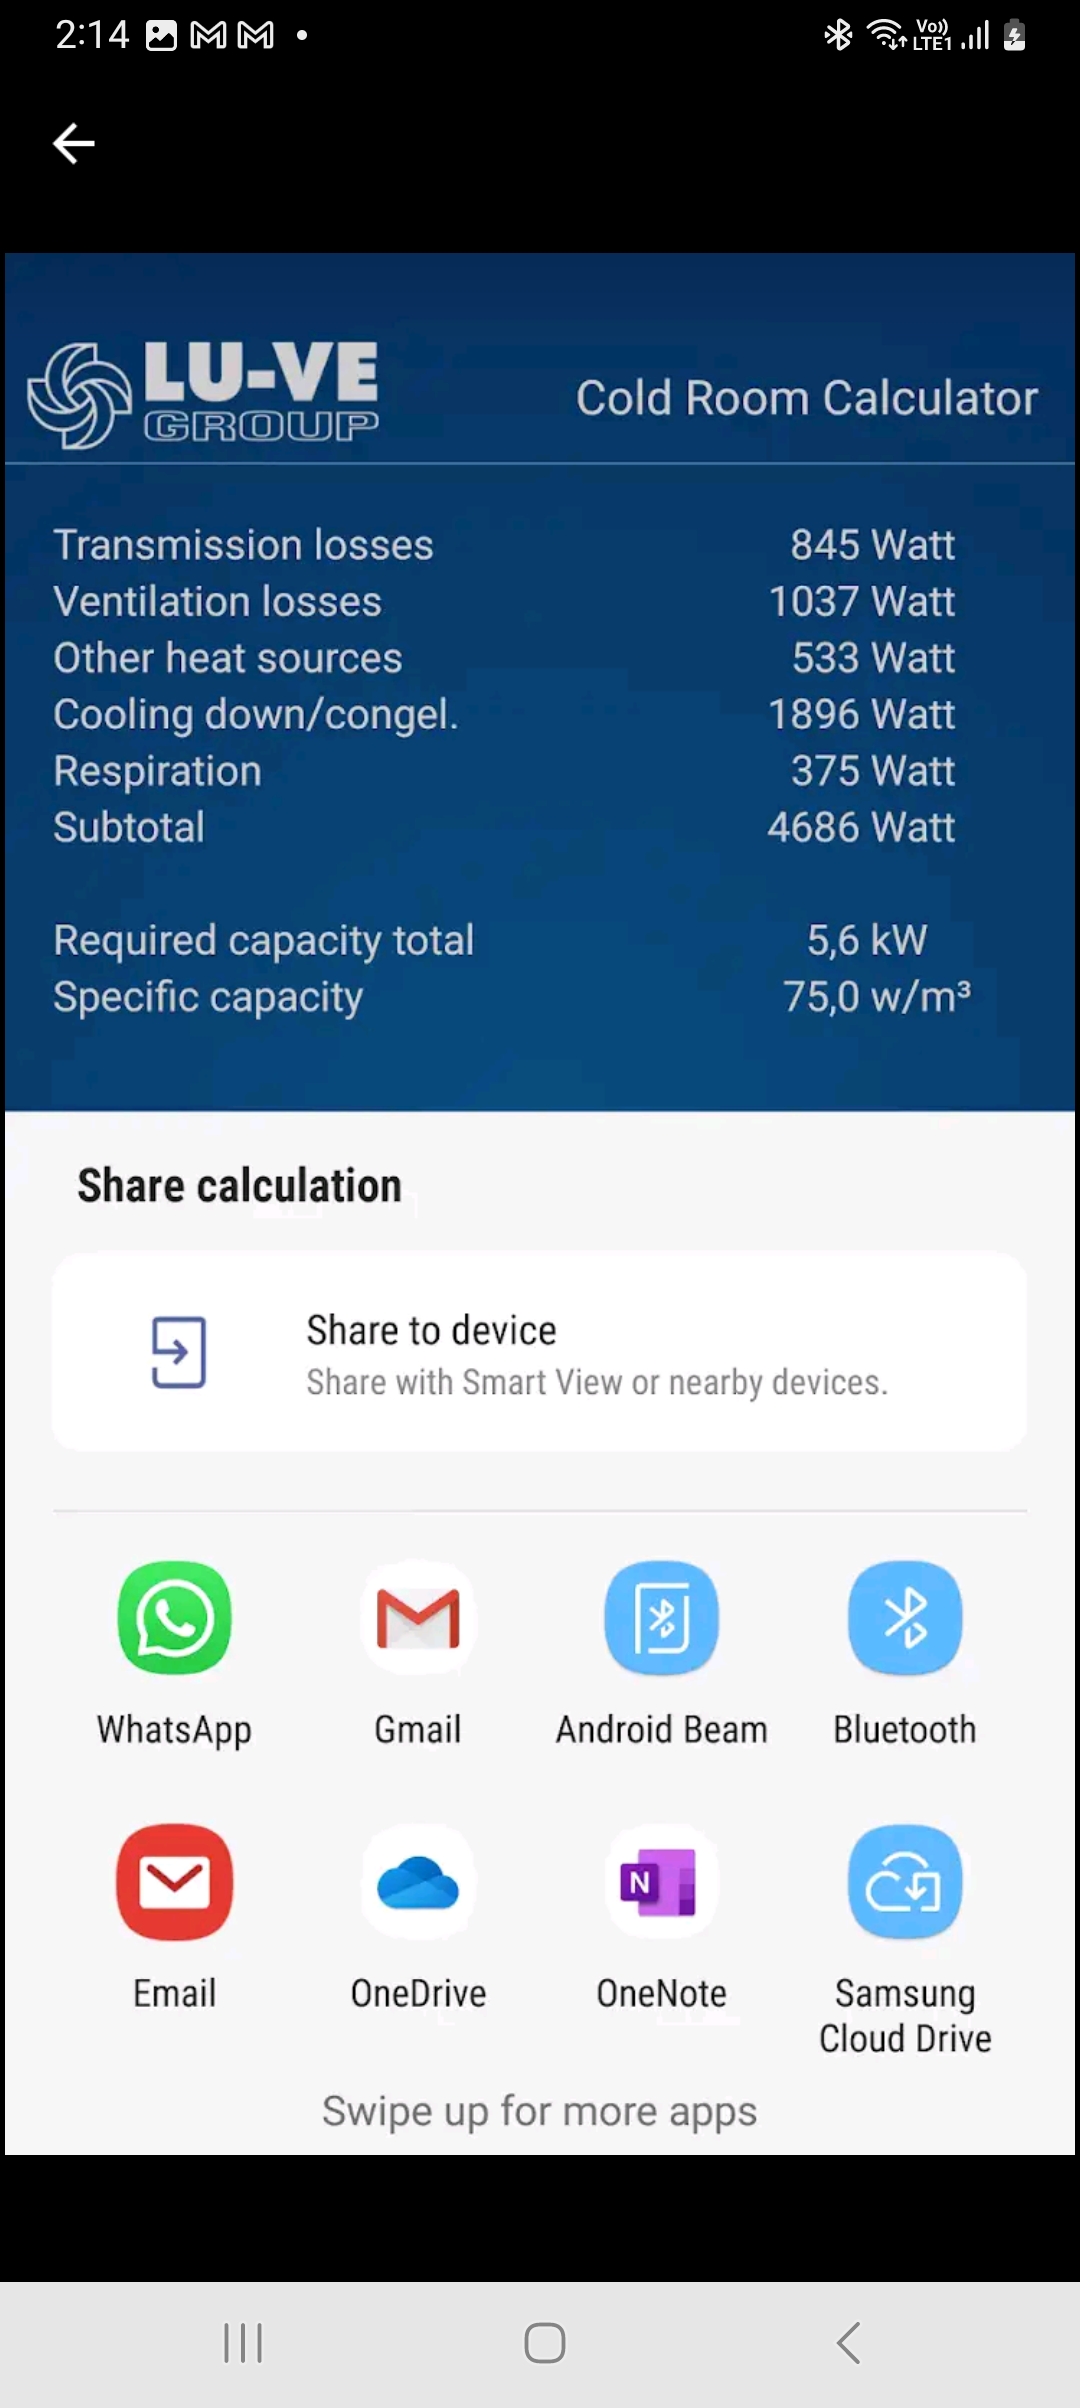 2:14
Vo))
LTE1
LU-VE
GROUP
Cold Room Calculator
Transmission losses 845 Watt
Ventilation losses 1037 Watt
Other heat sources 533 Watt
Cooling down/congel. 1896 Watt
Respiration 375 Watt
Subtotal 4686 Watt
Required capacity total 5,6 kW
Specific capacity 75,0 w/m³
Share calculation
Share to device
Share with Smart View or nearby devices.
WhatsApp Gmail Android Beam Bluetooth
N
Email OneDrive OneNote Samsung
Cloud Drive
Swipe up for more apps